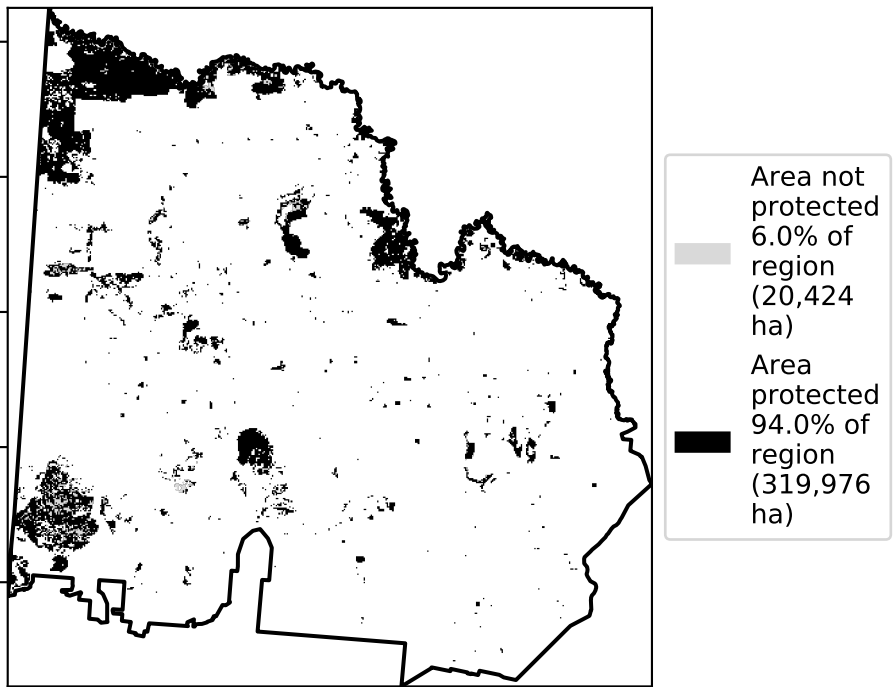 Area not
protected
6.0% of
region
(20,424
ha)
Area
protected
94.0% of
region
(319,976
ha)